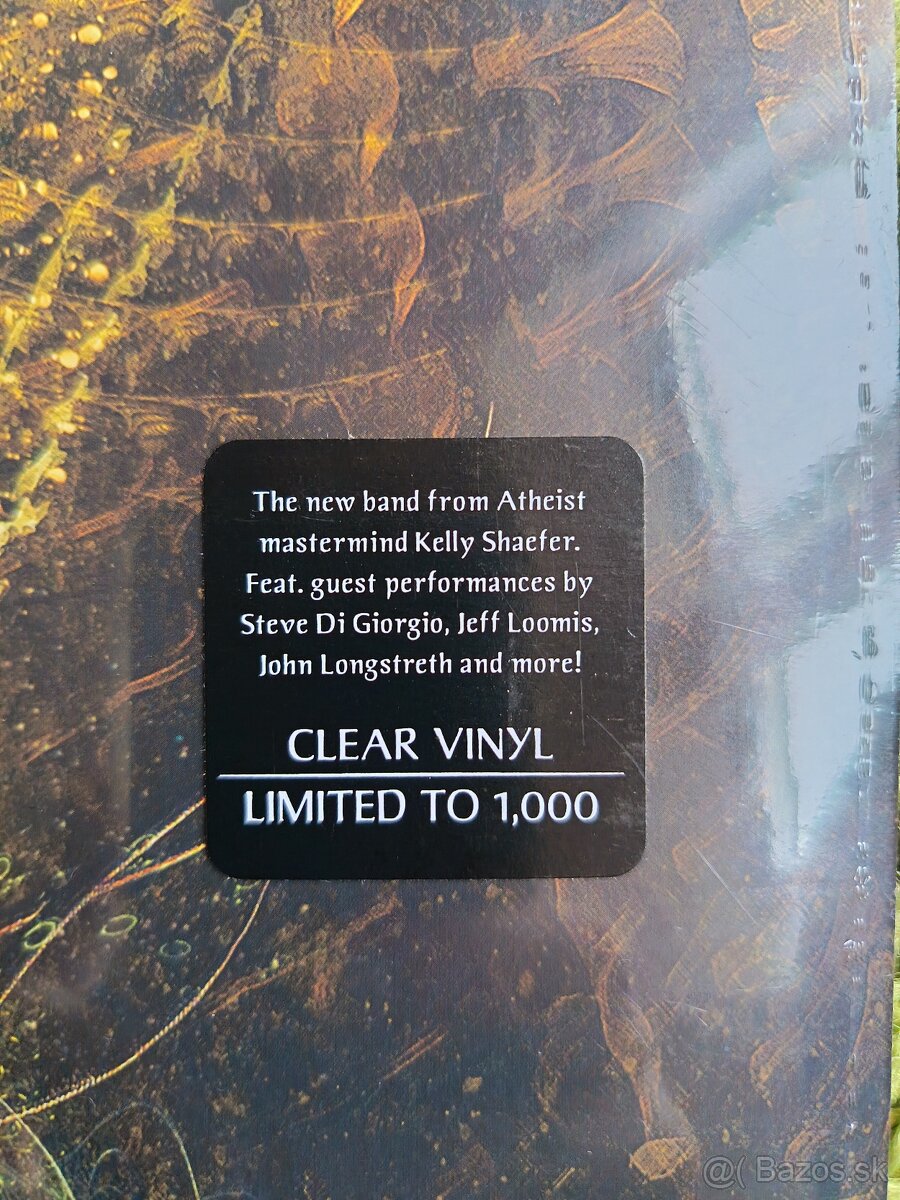 The new band from Atheist
mastermind Kelly Shaefer.
Feat. guest performances by
Steve Di Giorgio, Jeff Loomis,
John Longstreth and more!
CLEAR VINYL
LIMITED TO 1,000
@( Bazos.sk